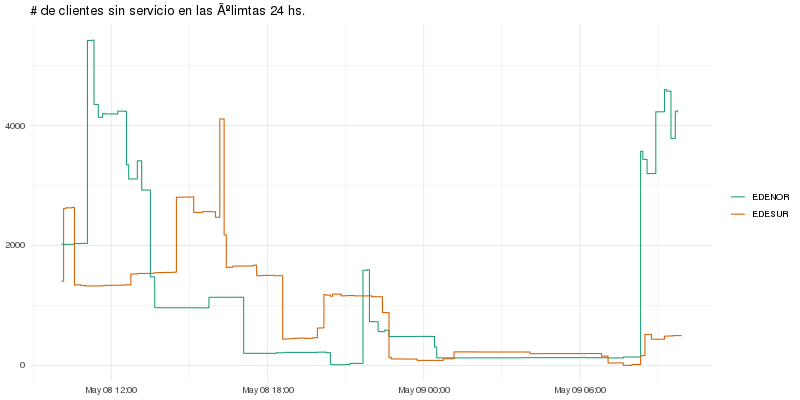 # de clientes sin servicio en las Ãºlimtas 24 hs.
4000
2000
0
May 08 12:00
May 08 18:00
May 09 00:00
May 09 06:00
EDENOR
EDESUR